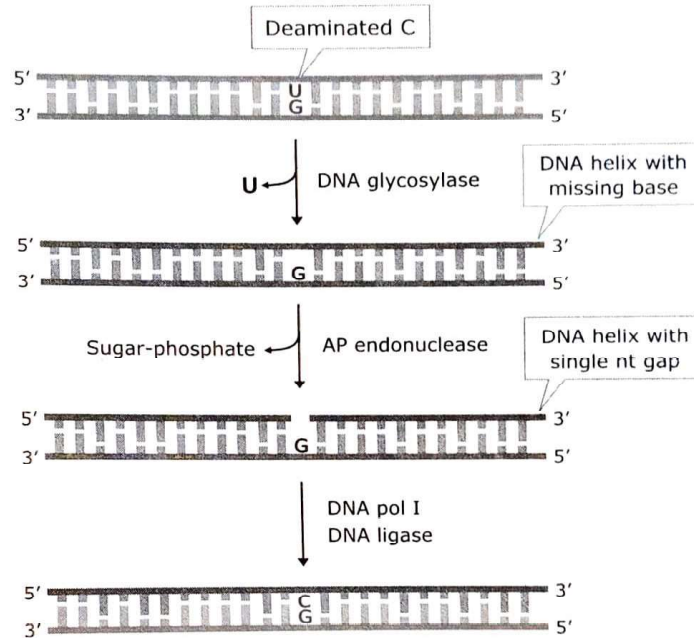 Deaminated C
5′ 3′
U
G
3′ 5′
U DNA glycosylase
DNA helix with
missing base
5′ 3′
G
3′ 5′
Sugar-phosphate AP endonuclease
DNA helix with
single nt gap
5′ 3′
G
3′ 5′
DNA pol I
DNA ligase
5′ 3′
C
G
3′ 5′